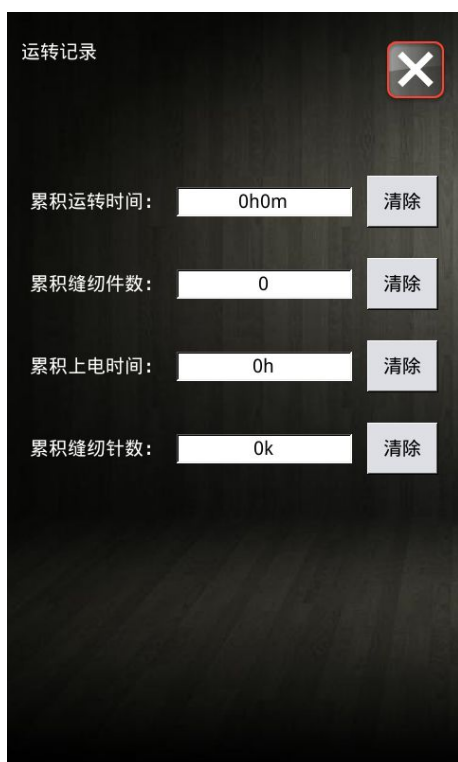 运转记录
累积运转时间： 0h0m 清除
累积缝纫件数： 0 清除
累积上电时间： 0h 清除
累积缝纫针数： 0k 清除